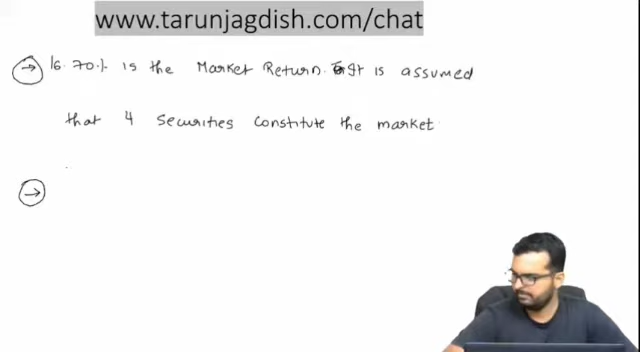 www.tarunjagdish.com/chat
→ 16.70% is the Market Return. It is assumed
that 4 Securities constitute the market
→